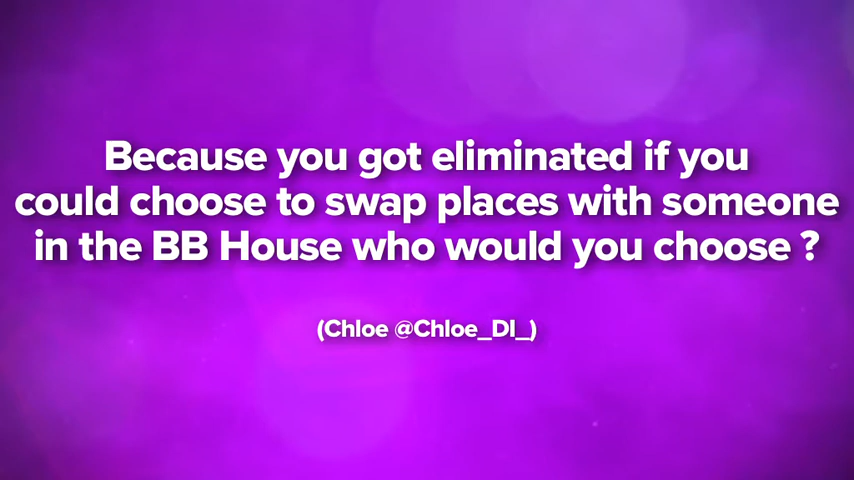 Because you got eliminated if you
could choose to swap places with someone
in the BB House who would you choose ?
(Chloe @Chloe_DI_)